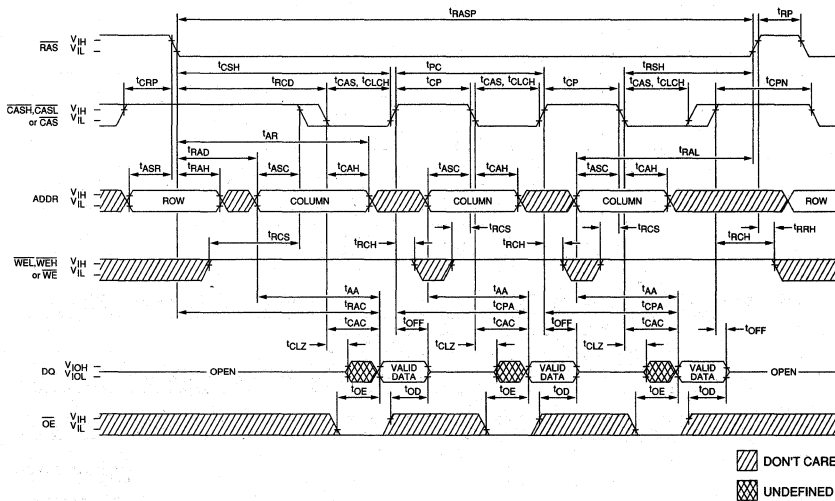 tRASP
tRP
RAS VIH
VIL
tCSH
tPC
tRSH
tCRP
tRCD
tCAS, tCLCH
tCP
tCAS, tCLCH
tCP
tCAS, tCLCH
tCPN
CASH,CASL VIH
or CAS VIL
tAR
tRAD
tRAL
tASR
tRAH
tASC
tCAH
tASC
tCAH
tASC
tCAH
ADDR VIH
VIL
ROW
COLUMN
COLUMN
COLUMN
ROW
tRCS
tRCH
tRCS
tRCH
tRCS
tRCH
tRRH
WEL,WEH VIH
or WE VIL
tAA
tAA
tAA
tRAC
tCPA
tCPA
tCAC
tOFF
tCAC
tOFF
tCAC
tOFF
tCLZ
tCLZ
tCLZ
DQ VIOH
VIOL
OPEN
VALID
DATA
VALID
DATA
VALID
DATA
OPEN
tOE
tOD
tOE
tOD
tOE
tOD
OE VIH
VIL
DON'T CARE
UNDEFINED